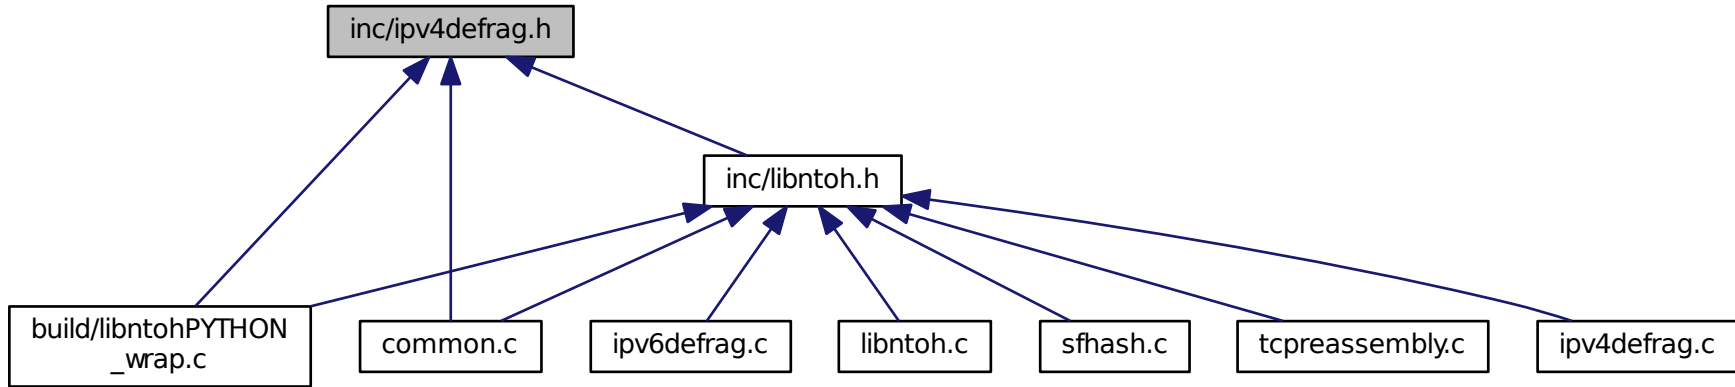 inc/ipv4defrag.h
inc/libntoh.h
build/libntohPYTHON
_wrap.c
common.c
ipv6defrag.c
libntoh.c
sfhash.c
tcpreassembly.c
ipv4defrag.c